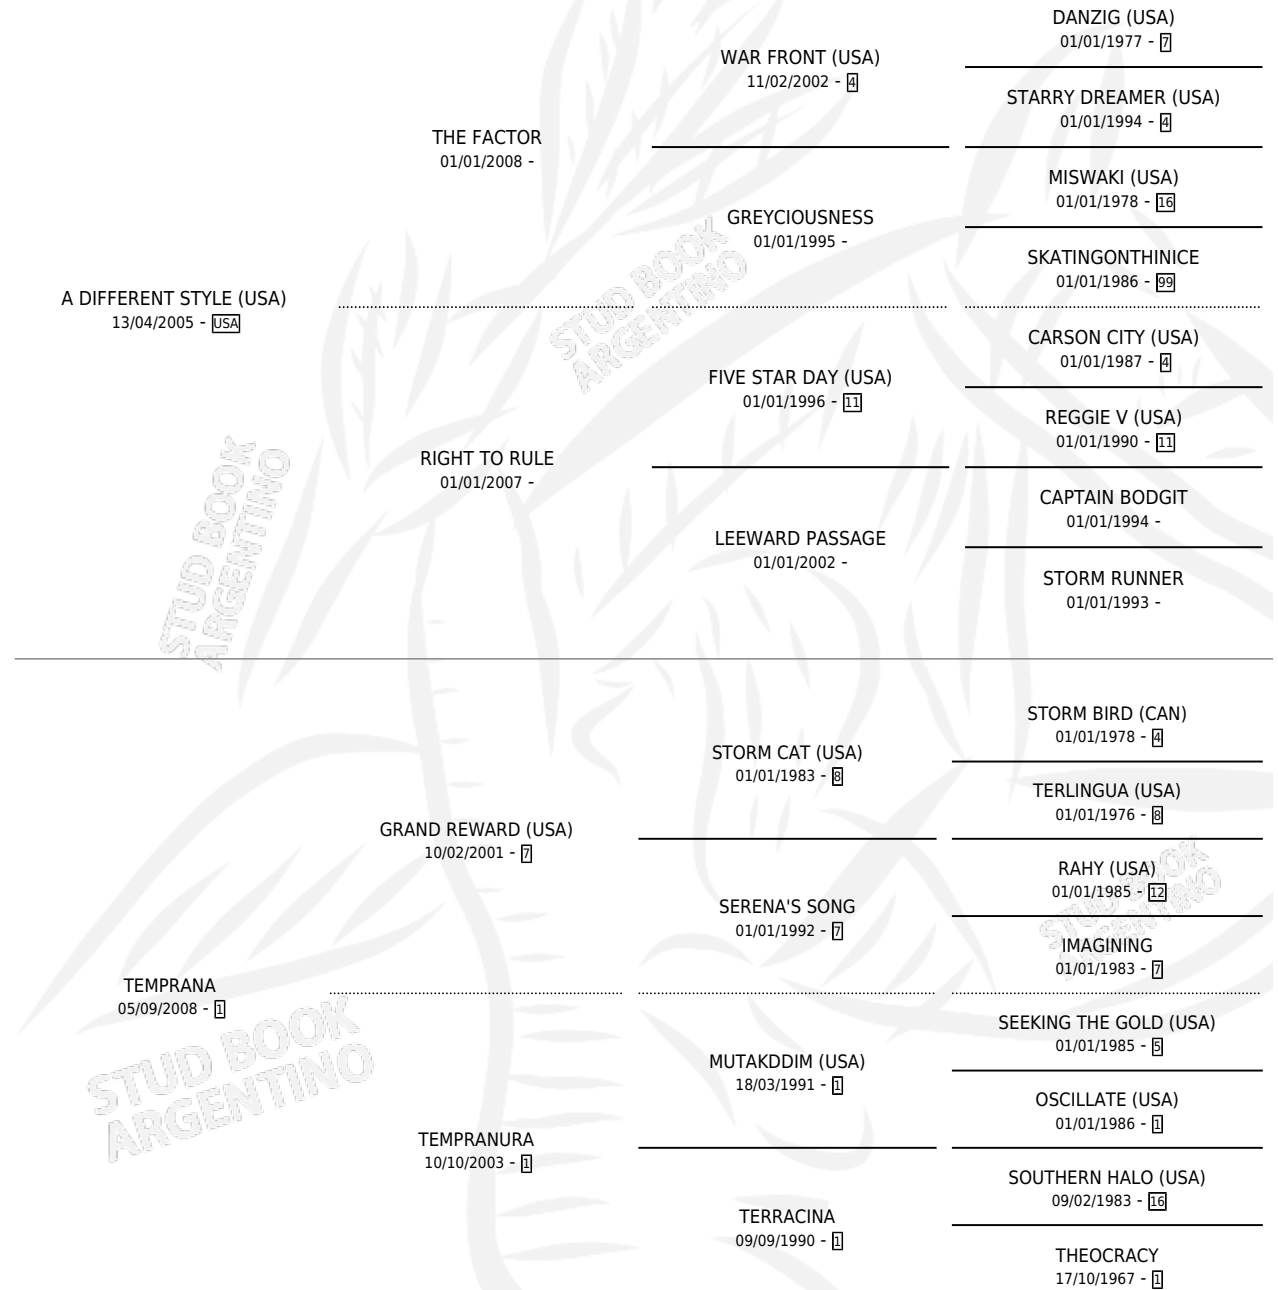 DANZIG (USA)
01/01/1977 - 7
WAR FRONT (USA)
11/02/2002 - 4
STARRY DREAMER (USA)
01/01/1994 - 4
THE FACTOR
01/01/2008 -
MISWAKI (USA)
01/01/1978 - 16
GREYCIOUSNESS
01/01/1995 -
SKATINGONTHINICE
01/01/1986 - 99
A DIFFERENT STYLE (USA)
13/04/2005 - USA
CARSON CITY (USA)
01/01/1987 - 4
FIVE STAR DAY (USA)
01/01/1996 - 11
REGGIE V (USA)
01/01/1990 - 11
RIGHT TO RULE
01/01/2007 -
CAPTAIN BODGIT
01/01/1994 -
LEEWARD PASSAGE
01/01/2002 -
STORM RUNNER
01/01/1993 -
STORM BIRD (CAN)
01/01/1978 - 4
STORM CAT (USA)
01/01/1983 - 8
TERLINGUA (USA)
01/01/1976 - 8
GRAND REWARD (USA)
10/02/2001 - 7
RAHY (USA)
01/01/1985 - 12
SERENA'S SONG
01/01/1992 - 7
IMAGINING
01/01/1983 - 7
TEMPRANA
05/09/2008 - 1
SEEKING THE GOLD (USA)
01/01/1985 - 5
MUTAKDDIM (USA)
18/03/1991 - 1
OSCILLATE (USA)
01/01/1986 - 1
TEMPRANURA
10/10/2003 - 1
SOUTHERN HALO (USA)
09/02/1983 - 16
TERRACINA
09/09/1990 - 1
THEOCRACY
17/10/1967 - 1
STUD BOOK
ARGENTINO
STUD BOOK
ARGENTINO
STUD BOOK
ARGENTINO
STUD BOOK
ARGENTINO